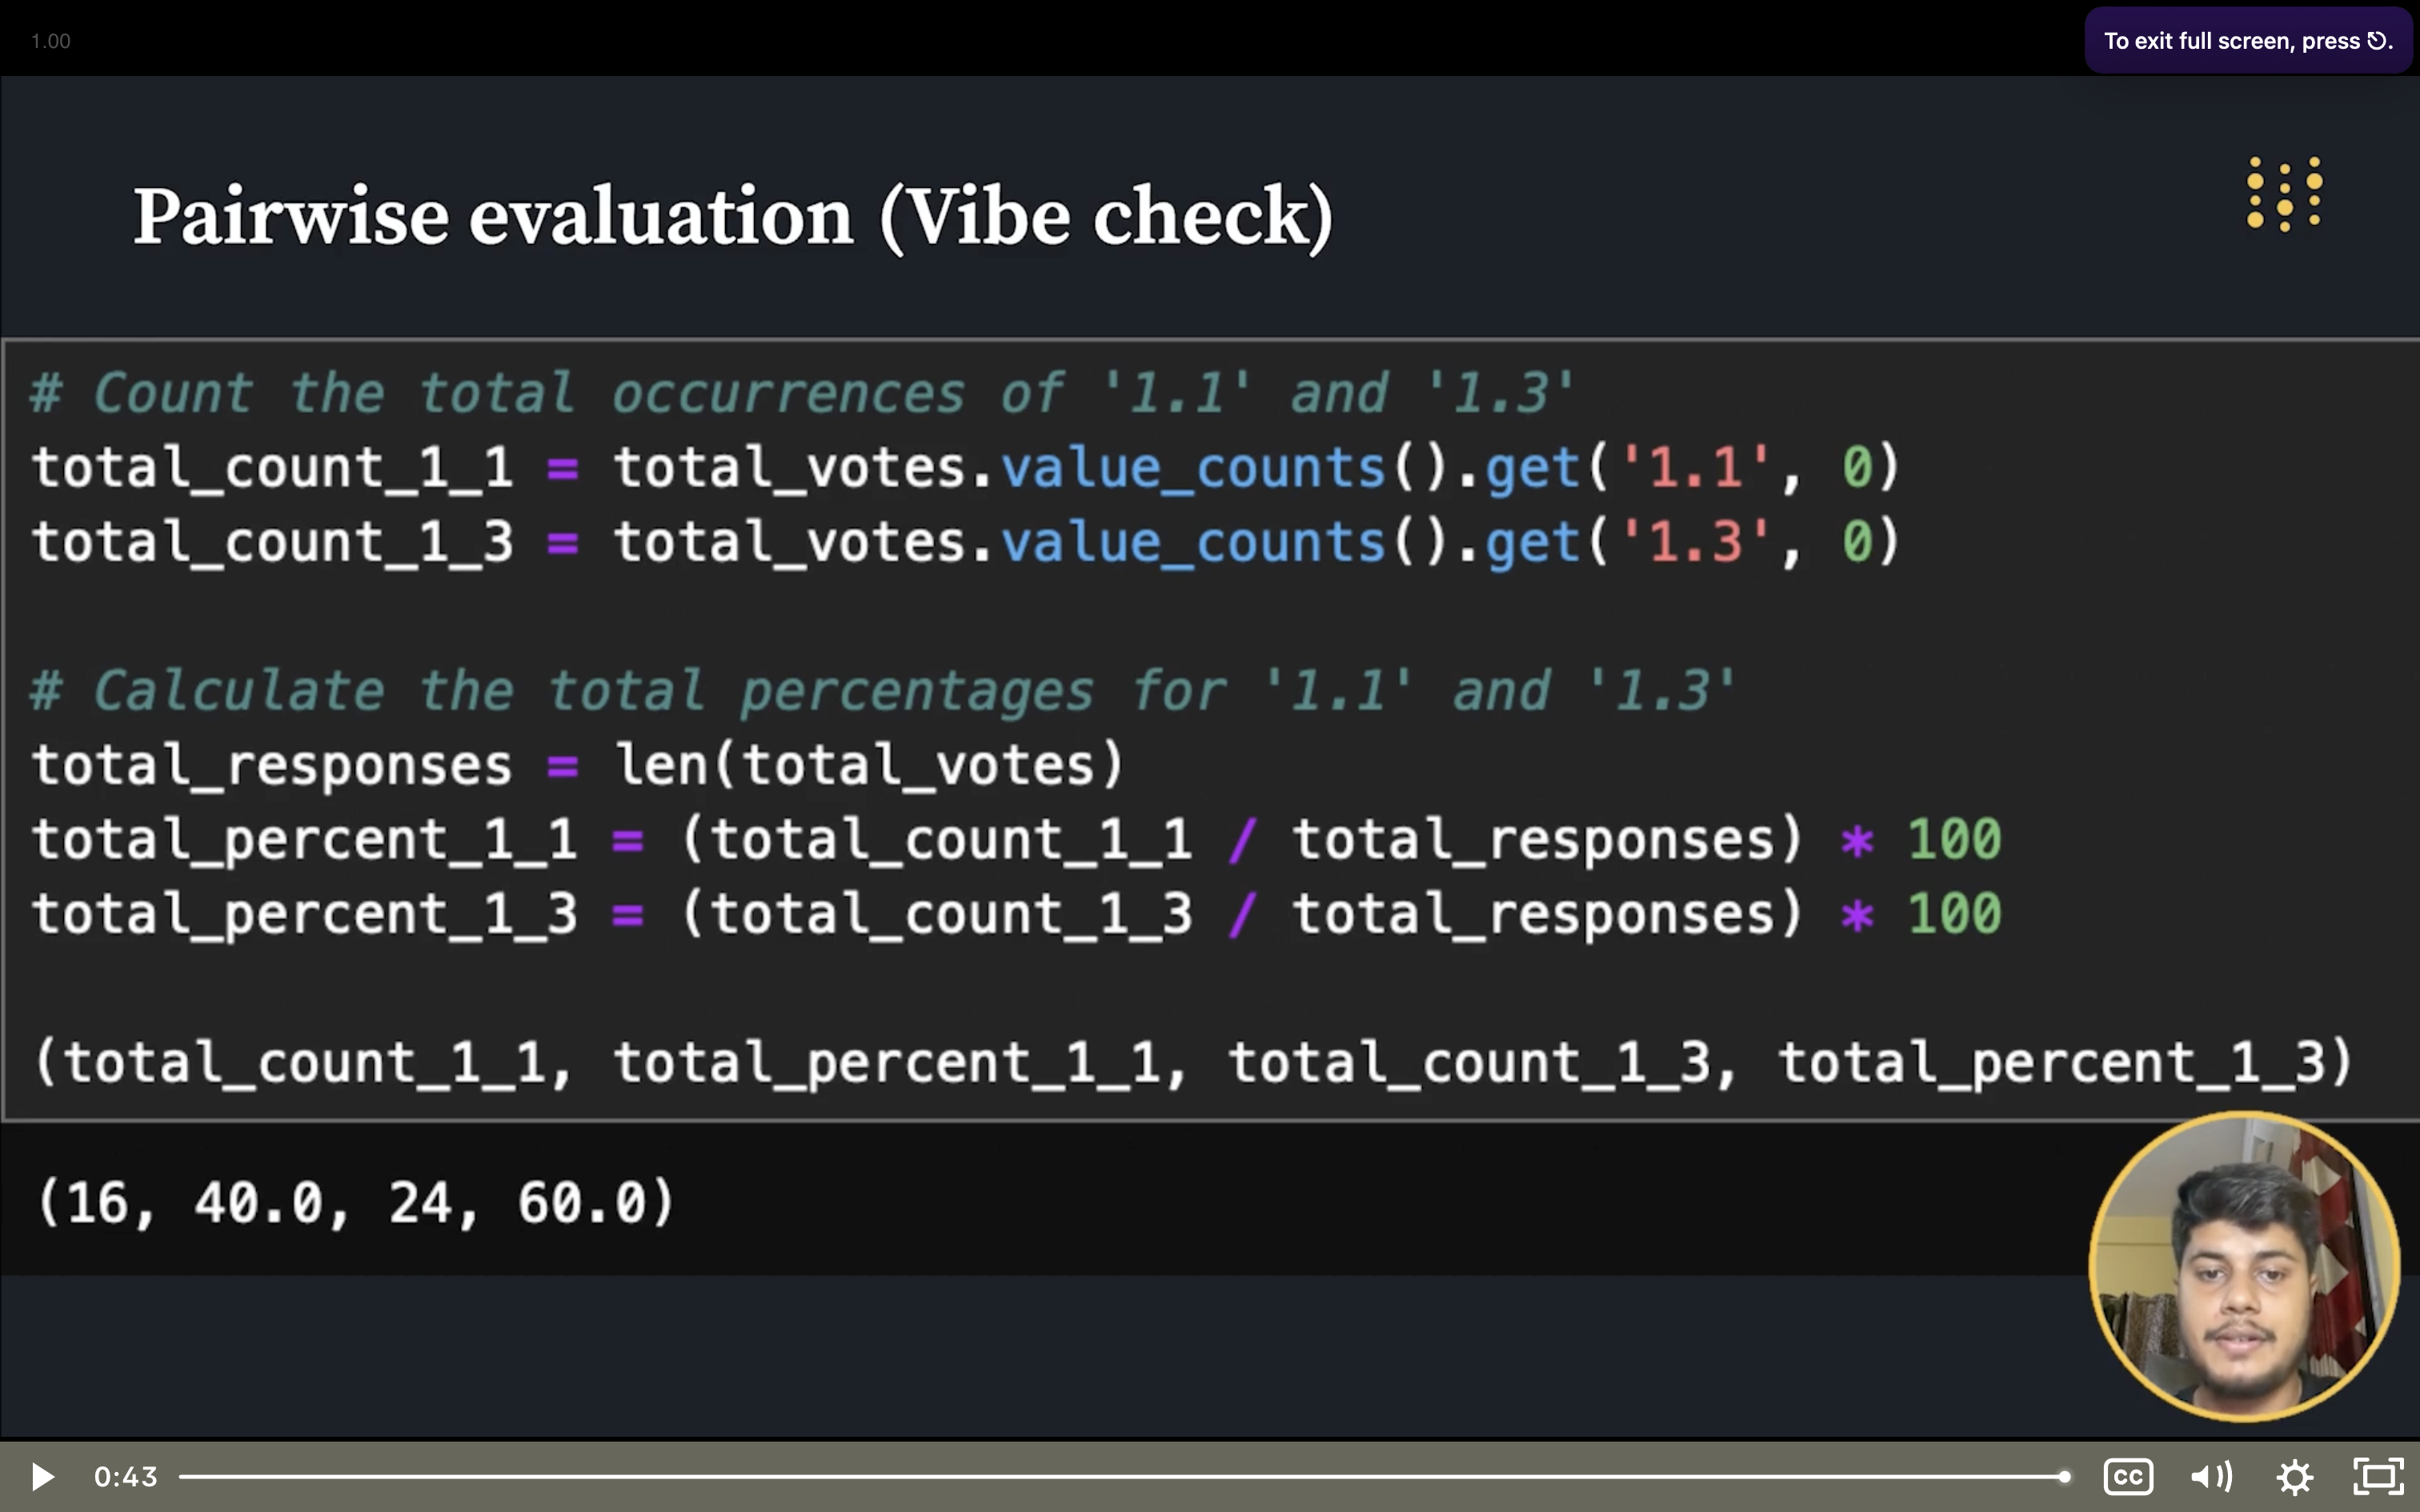 1.00
To exit full screen, press ⎋.
Pairwise evaluation (Vibe check)
# Count the total occurrences of '1.1' and '1.3'
total_count_1_1 = total_votes.value_counts().get('1.1', 0)
total_count_1_3 = total_votes.value_counts().get('1.3', 0)
# Calculate the total percentages for '1.1' and '1.3'
total_responses = len(total_votes)
total_percent_1_1 = (total_count_1_1 / total_responses) * 100
total_percent_1_3 = (total_count_1_3 / total_responses) * 100
(total_count_1_1, total_percent_1_1, total_count_1_3, total_percent_1_3)
(16, 40.0, 24, 60.0)
0:43
CC